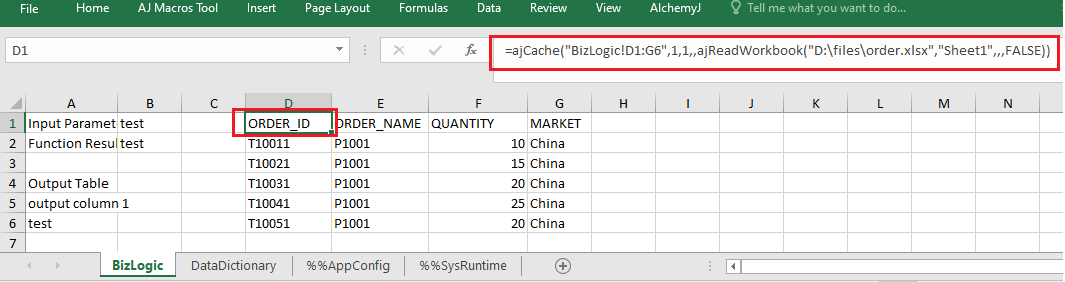 File Home AJ Macros Tool Insert Page Layout Formulas Data Review View AlchemyJ Tell me what you want to do...
D1 fx =ajCache("BizLogic!D1:G6",1,1,,ajReadWorkbook("D:\files\order.xlsx","Sheet1",,,FALSE))
A B C D E F G H I J K L M N
1 Input Paramet test ORDER_ID ORDER_NAME QUANTITY MARKET
2 Function Resul test T10011 P1001 10 China
3 T10021 P1001 15 China
4 Output Table T10031 P1001 20 China
5 output column 1 T10041 P1001 25 China
6 test T10051 P1001 20 China
7
BizLogic DataDictionary %%AppConfig %%SysRuntime